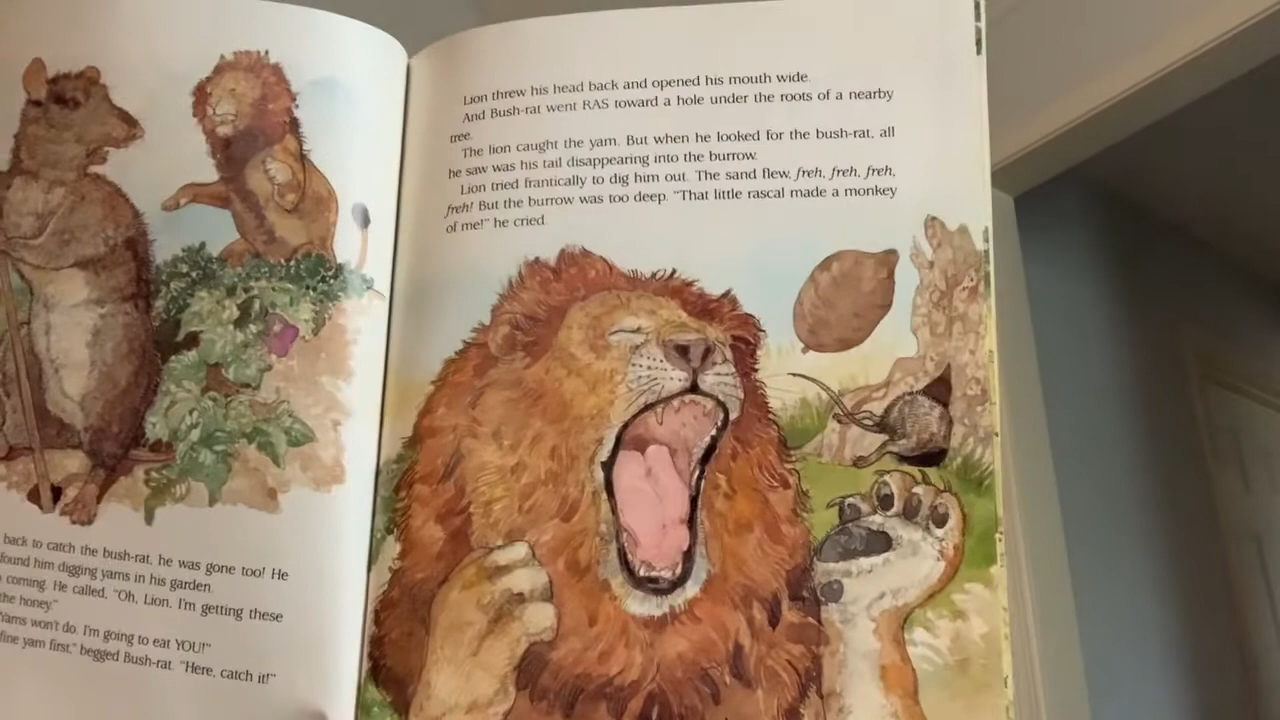 back to catch the bush-rat, he was gone too! He
found him digging yams in his garden.
coming. He called, "Oh, Lion, I'm getting these
the honey."
Yams won't do. I'm going to eat YOU!"
fine yam first," begged Bush-rat. "Here, catch it!"
Lion threw his head back and opened his mouth wide.
And Bush-rat went RAS toward a hole under the roots of a nearby
tree.
The lion caught the yam. But when he looked for the bush-rat, all
he saw was his tail disappearing into the burrow.
Lion tried frantically to dig him out. The sand flew, freh, freh, freh,
freh! But the burrow was too deep. "That little rascal made a monkey
of me!" he cried.